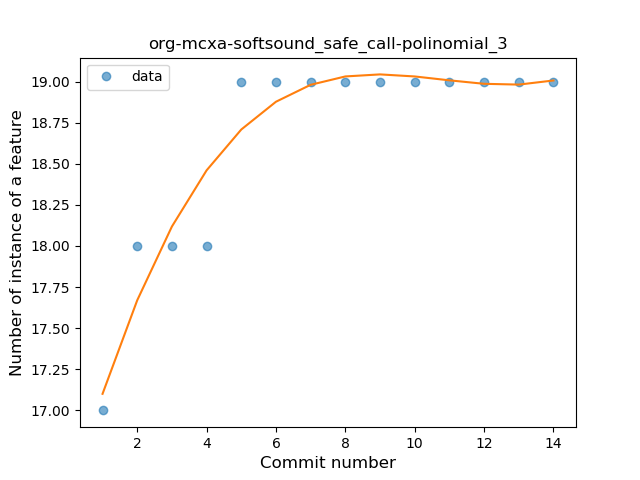 org-mcxa-softsound_safe_call-polinomial_3
data
Number of instance of a feature
19.00
18.75
18.50
18.25
18.00
17.75
17.50
17.25
17.00
2 4 6 8 10 12 14
Commit number